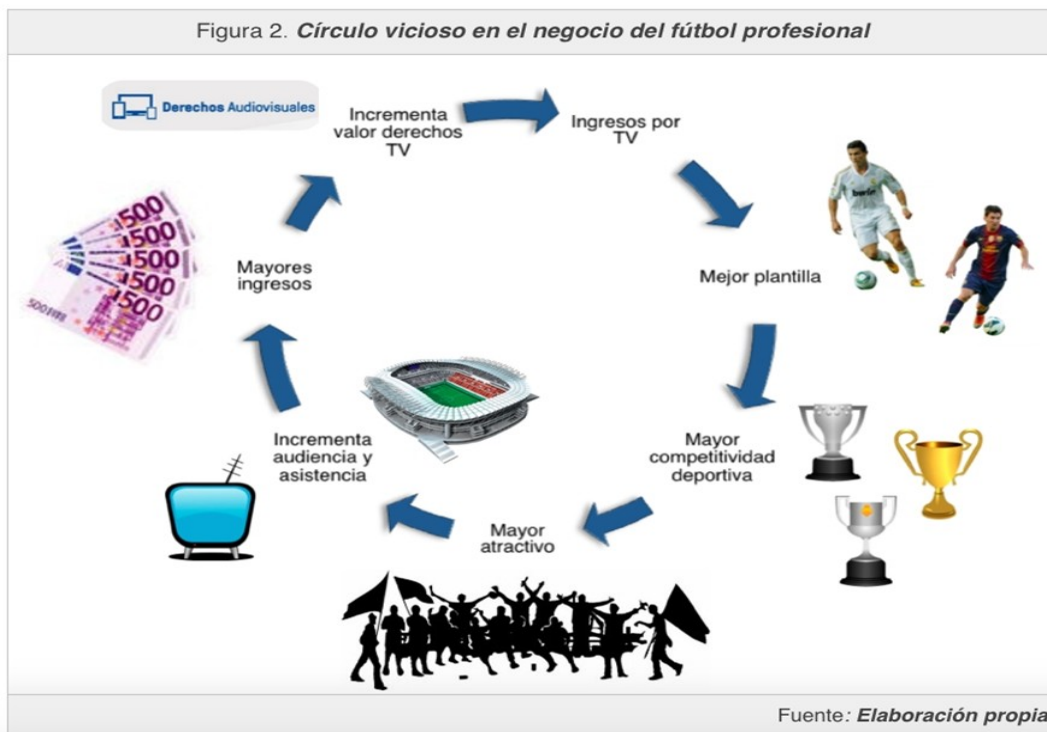 Figura 2. Círculo vicioso en el negocio del fútbol profesional
Derechos Audiovisuales
Incrementa
valor derechos
TV
Ingresos por
TV
Mejor plantilla
Mayor
competitividad
deportiva
Mayor
atractivo
Incrementa
audiencia y
asistencia
Mayores
ingresos
500
500
500
500
500
500 EURO
Fuente: Elaboración propia